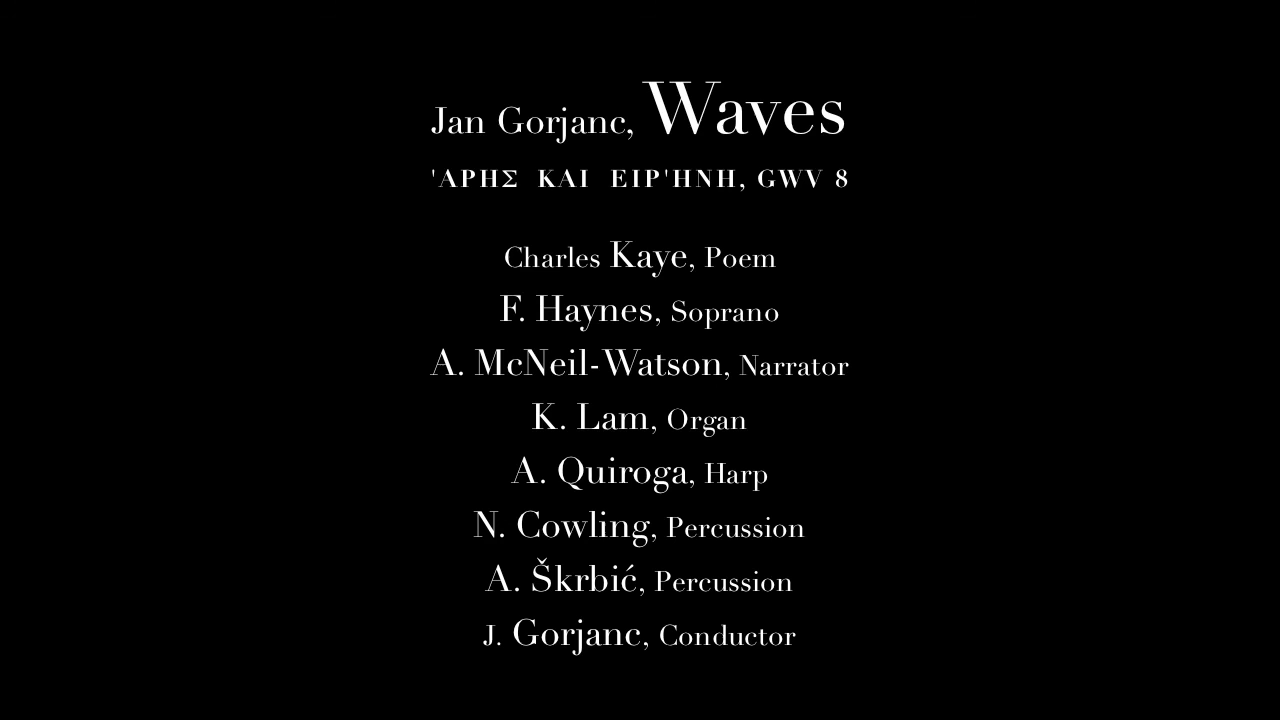 Jan Gorjanc, Waves
'ΑΡΗΣ ΚΑΙ ΕΙΡ'ΗΝΗ, GWV 8
Charles Kaye, Poem
F. Haynes, Soprano
A. McNeil-Watson, Narrator
K. Lam, Organ
A. Quiroga, Harp
N. Cowling, Percussion
A. Škrbić, Percussion
J. Gorjanc, Conductor